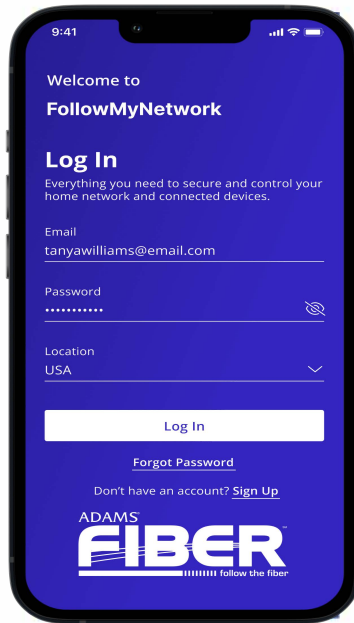 9:41
Welcome to
FollowMyNetwork
Log In
Everything you need to secure and control your
home network and connected devices.
Email
tanyawilliams@email.com
Password
•••••••••••
Location
USA
Log In
Forgot Password
Don't have an account? Sign Up
ADAMS
FIBER™
follow the fiber